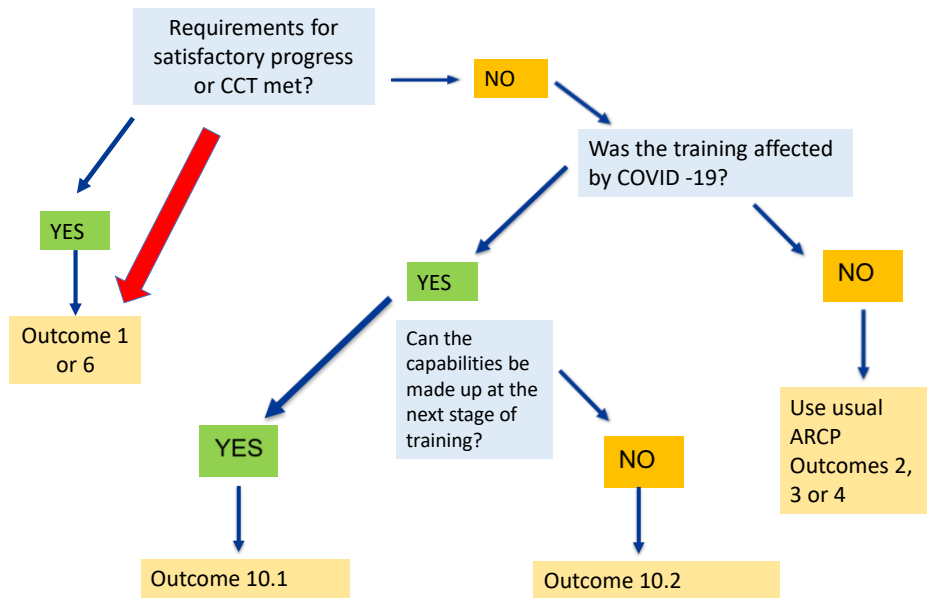 Requirements for
satisfactory progress
or CCT met?
NO
Was the training affected
by COVID -19?
YES
Outcome 1
or 6
YES
NO
Can the
capabilities be
made up at the
next stage of
training?
Use usual
ARCP
Outcomes 2,
3 or 4
YES
NO
Outcome 10.1
Outcome 10.2